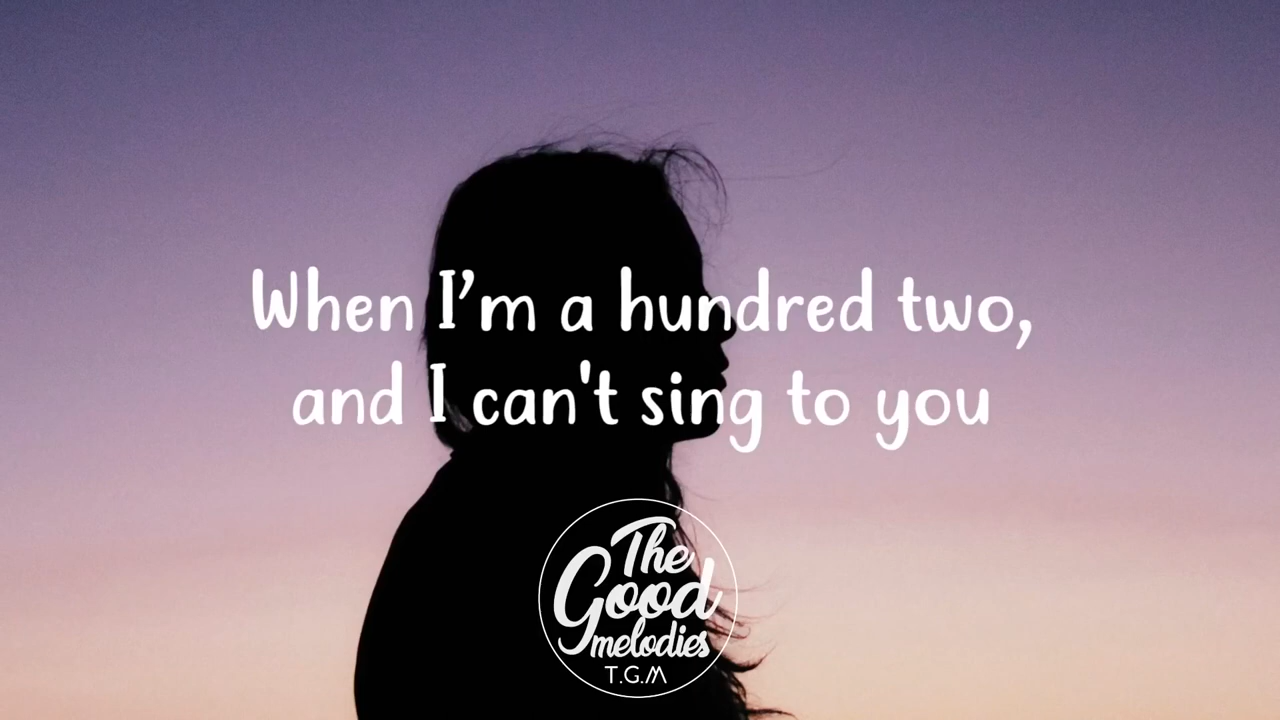 When I’m a hundred two,
and I can't sing to you
The
Good
melodies
T.G.M